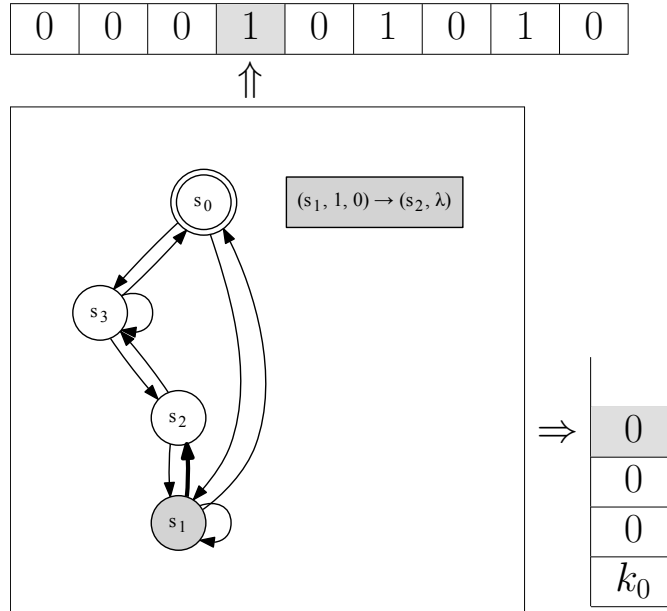 0 0 0 1 0 1 0 1 0
⇑
s₀
(s₁, 1, 0) → (s₂, λ)
s₃
s₂
⇒
0
0
0
s₁
k₀